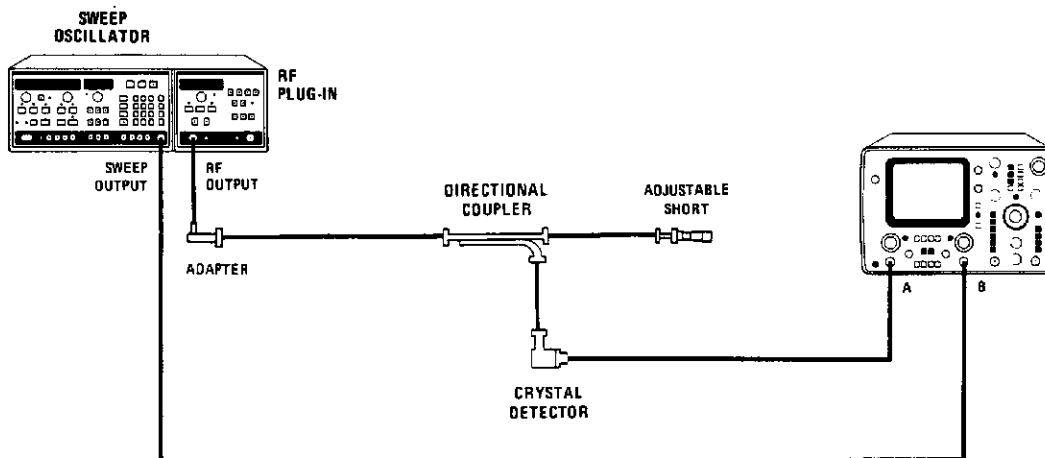 SWEEP
OSCILLATOR
RF
PLUG-IN
SWEEP
OUTPUT
RF
OUTPUT
DIRECTIONAL
COUPLER
ADJUSTABLE
SHORT
ADAPTER
A
B
CRYSTAL
DETECTOR